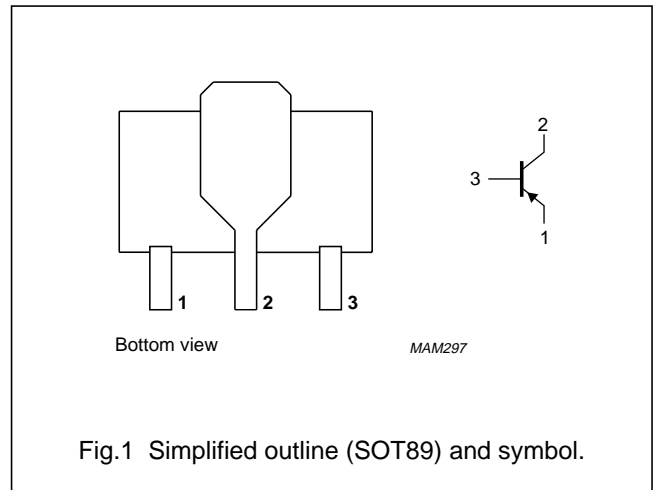 2
3
1
1 2 3
Bottom view
MAM297
Fig.1 Simplified outline (SOT89) and symbol.